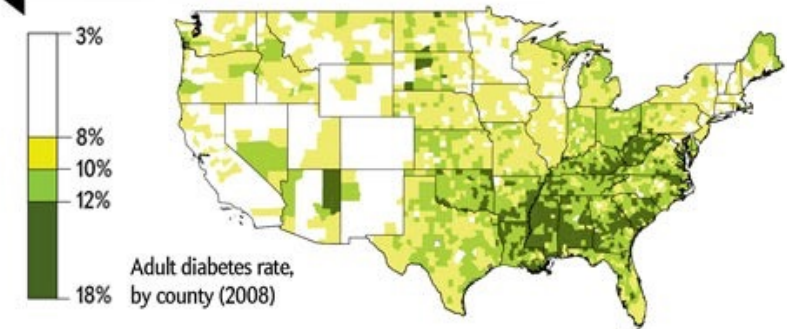 3%
8%
10%
12%
18%
Adult diabetes rate,
by county (2008)